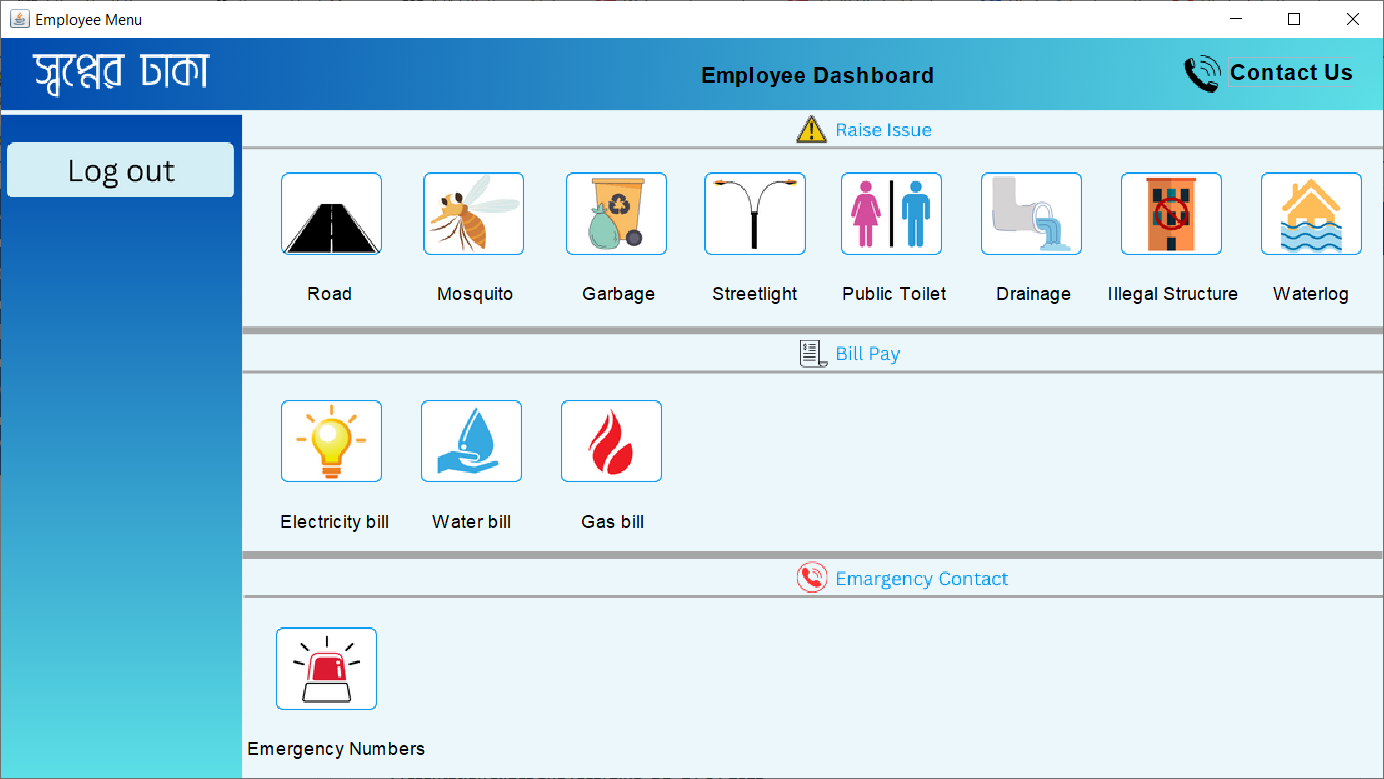 Employee Menu
স্বপ্নের ঢাকা
Employee Dashboard
Contact Us
Log out
Raise Issue
Road
Mosquito
Garbage
Streetlight
Public Toilet
Drainage
Illegal Structure
Waterlog
Bill Pay
Electricity bill
Water bill
Gas bill
Emargency Contact
Emergency Numbers